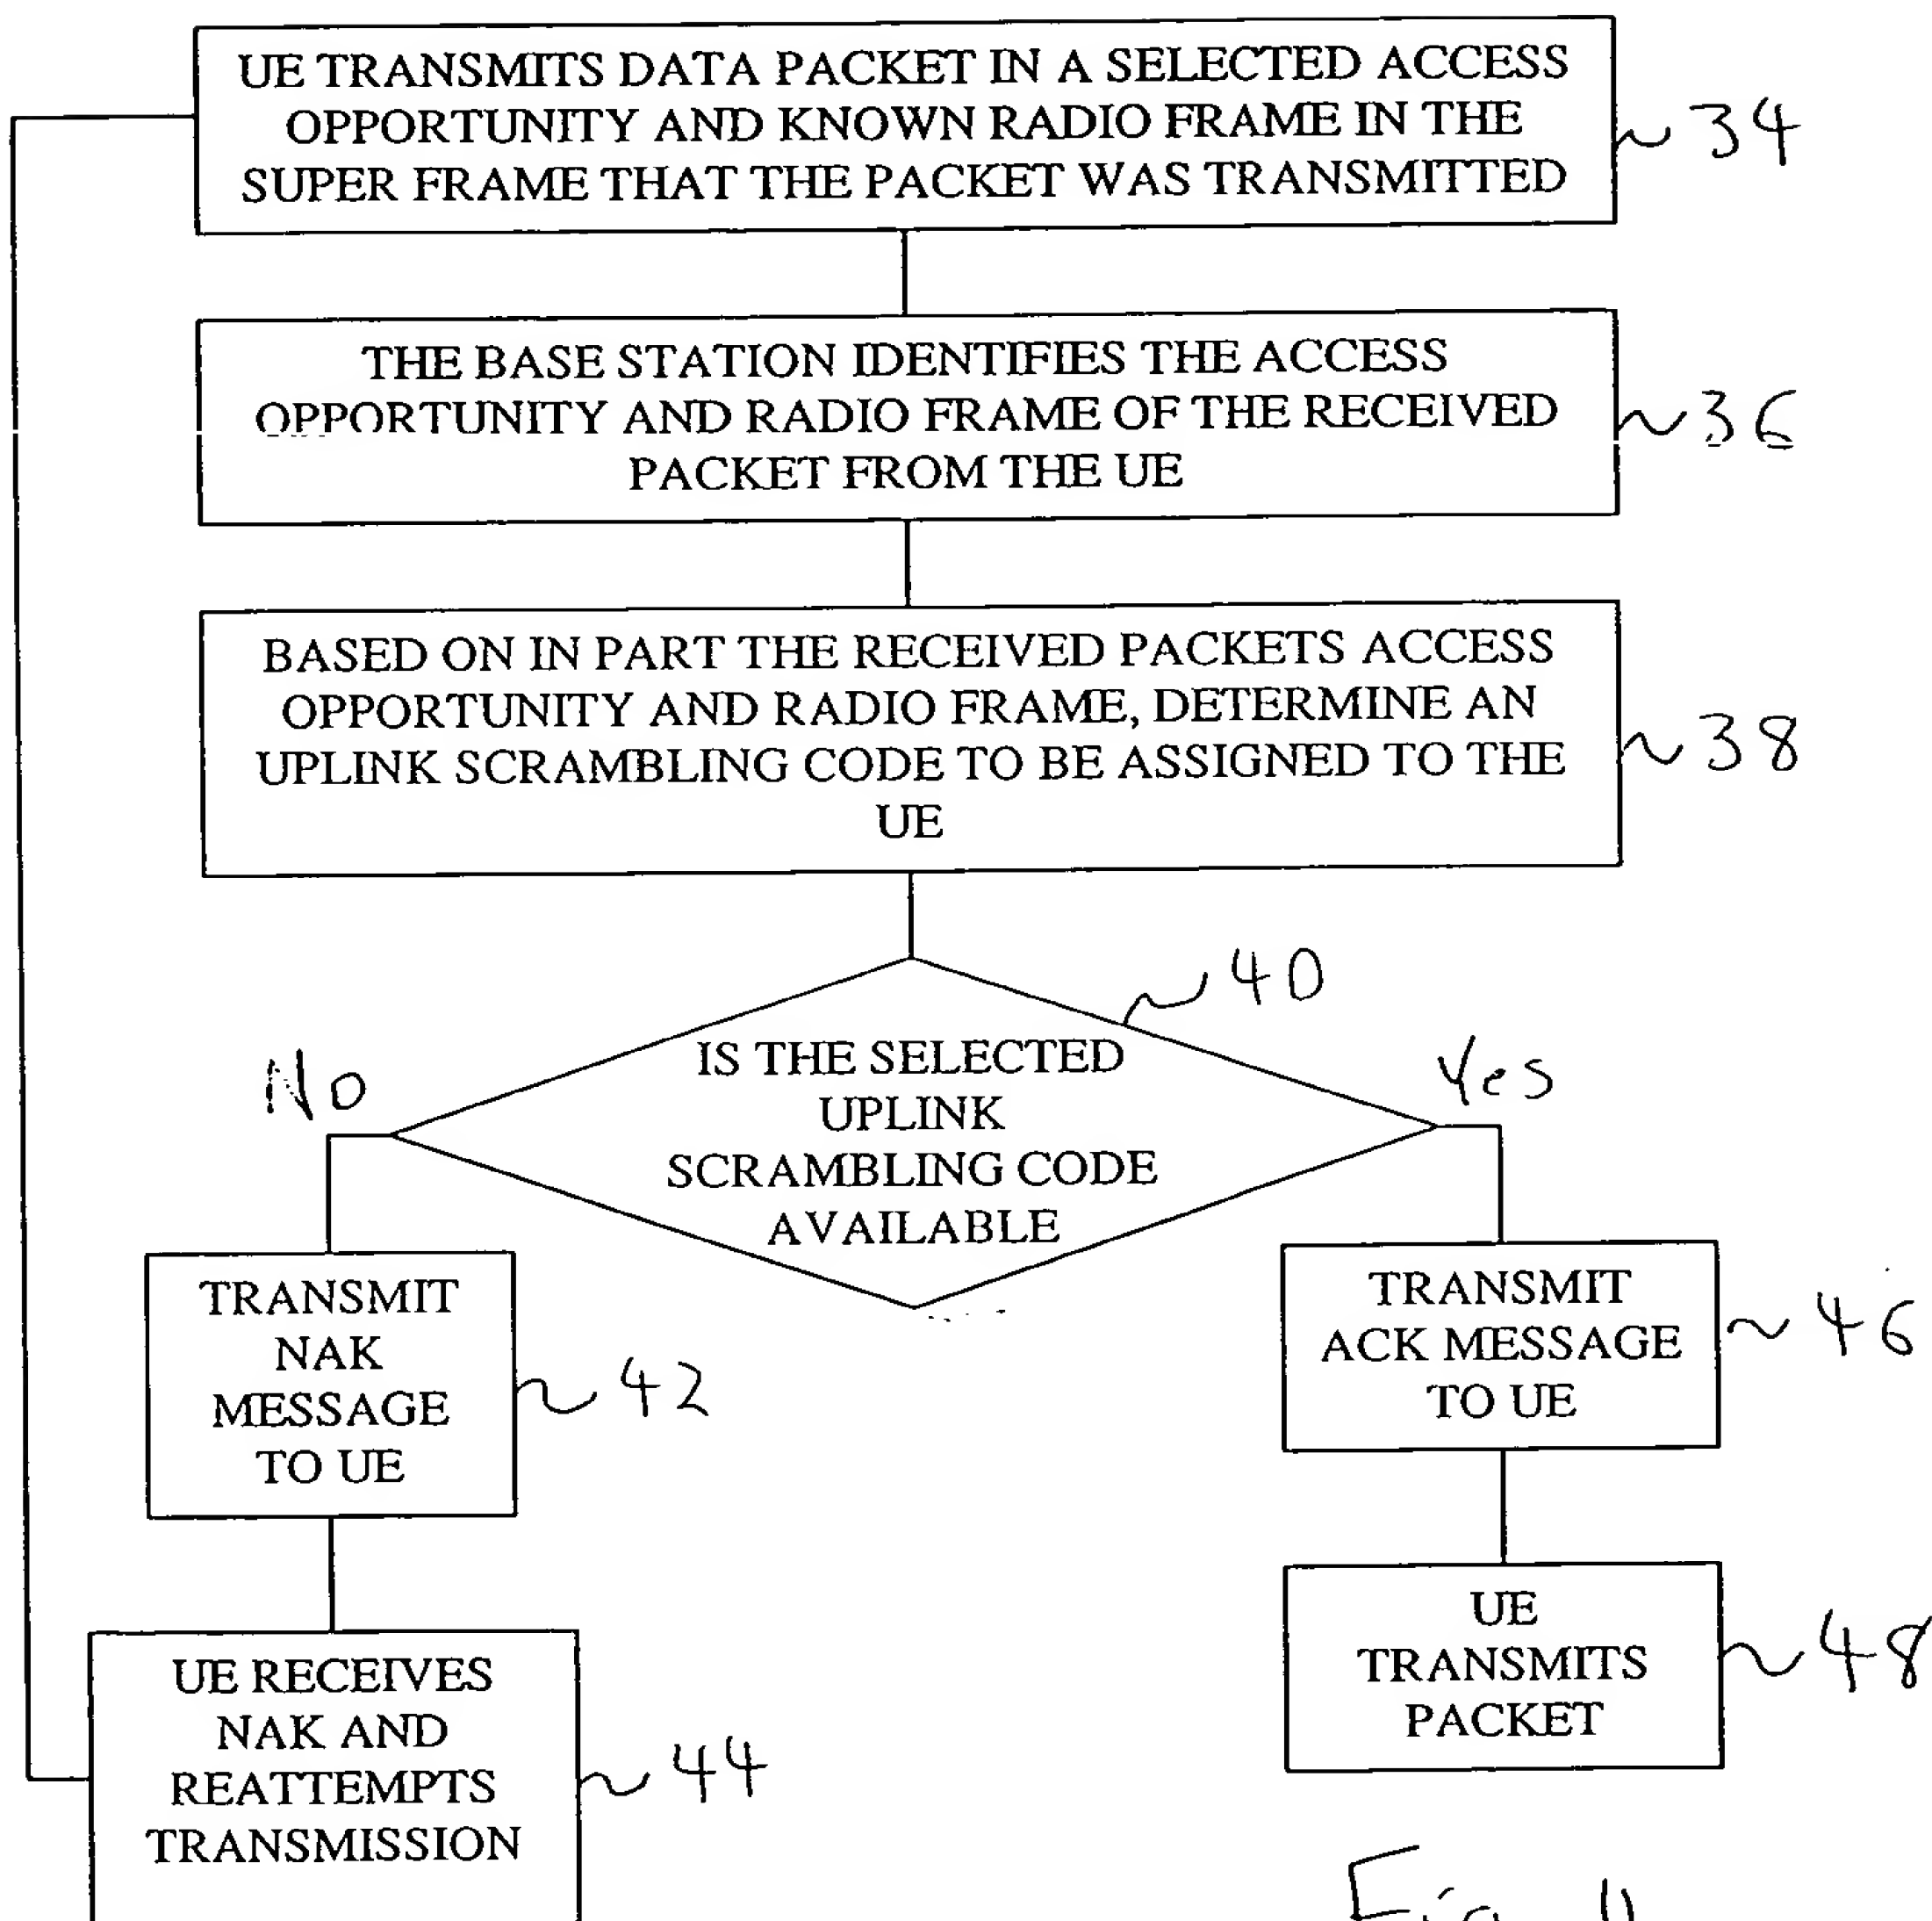 UE TRANSMITS DATA PACKET IN A SELECTED ACCESS
OPPORTUNITY AND KNOWN RADIO FRAME IN THE
SUPER FRAME THAT THE PACKET WAS TRANSMITTED
34
THE BASE STATION IDENTIFIES THE ACCESS
OPPORTUNITY AND RADIO FRAME OF THE RECEIVED
PACKET FROM THE UE
36
BASED ON IN PART THE RECEIVED PACKETS ACCESS
OPPORTUNITY AND RADIO FRAME, DETERMINE AN
UPLINK SCRAMBLING CODE TO BE ASSIGNED TO THE
UE
38
40
IS THE SELECTED
UPLINK
SCRAMBLING CODE
AVAILABLE
No
Yes
TRANSMIT
NAK
MESSAGE
TO UE
42
TRANSMIT
ACK MESSAGE
TO UE
46
UE RECEIVES
NAK AND
REATTEMPTS
TRANSMISSION
44
UE
TRANSMITS
PACKET
48
Fig.